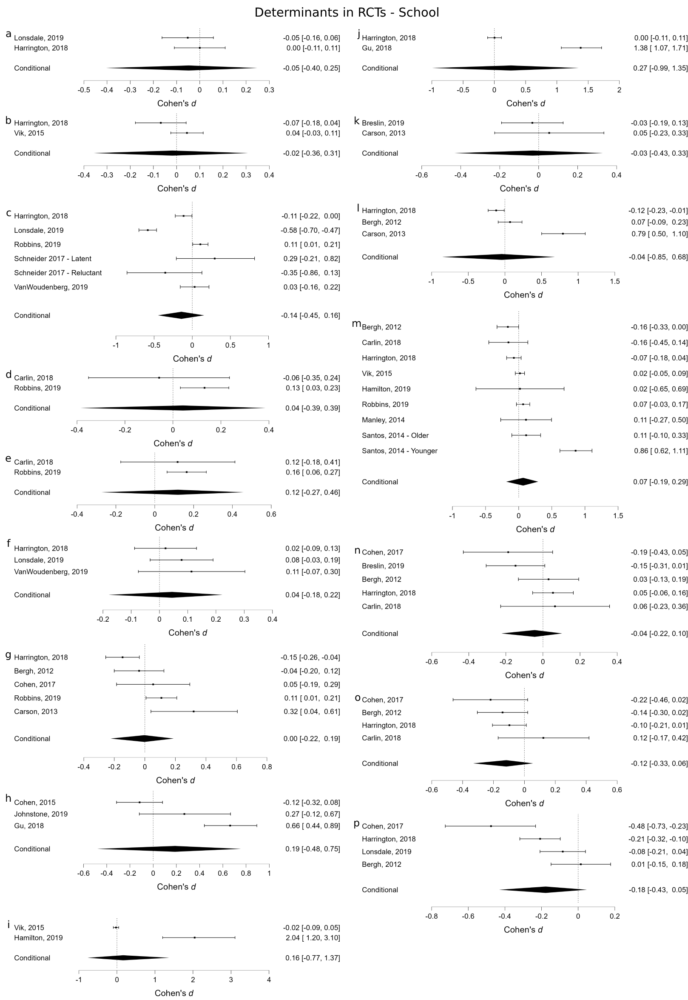 Determinants in RCTs - School
a
Lonsdale, 2019 -0.05 [-0.16, 0.06]
Harrington, 2018 0.00 [-0.11, 0.11]
Conditional -0.05 [-0.40, 0.25]
-0.5 -0.4 -0.3 -0.2 -0.1 0 0.1 0.2 0.3
Cohen's d
b
Harrington, 2018 -0.07 [-0.18, 0.04]
Vik, 2015 0.04 [-0.03, 0.11]
Conditional -0.02 [-0.36, 0.31]
-0.4 -0.3 -0.2 -0.1 0 0.1 0.2 0.3 0.4
Cohen's d
c
Harrington, 2018 -0.11 [-0.22, 0.00]
Lonsdale, 2019 -0.58 [-0.70, -0.47]
Robbins, 2019 0.11 [ 0.01, 0.21]
Schneider 2017 - Latent 0.29 [-0.21, 0.82]
Schneider 2017 - Reluctant -0.35 [-0.86, 0.13]
VanWoudenberg, 2019 0.03 [-0.16, 0.22]
Conditional -0.14 [-0.45, 0.16]
-1 -0.5 0 0.5 1
Cohen's d
d
Carlin, 2018 -0.06 [-0.35, 0.24]
Robbins, 2019 0.13 [ 0.03, 0.23]
Conditional 0.04 [-0.39, 0.39]
-0.4 -0.2 0 0.2 0.4
Cohen's d
e
Carlin, 2018 0.12 [-0.18, 0.41]
Robbins, 2019 0.16 [ 0.06, 0.27]
Conditional 0.12 [-0.27, 0.46]
-0.4 -0.2 0 0.2 0.4 0.6
Cohen's d
f
Harrington, 2018 0.02 [-0.09, 0.13]
Lonsdale, 2019 0.08 [-0.03, 0.19]
VanWoudenberg, 2019 0.11 [-0.07, 0.30]
Conditional 0.04 [-0.18, 0.22]
-0.2 -0.1 0 0.1 0.2 0.3 0.4
Cohen's d
g
Harrington, 2018 -0.15 [-0.26, -0.04]
Bergh, 2012 -0.04 [-0.20, 0.12]
Cohen, 2017 0.05 [-0.19, 0.29]
Robbins, 2019 0.11 [ 0.01, 0.21]
Carson, 2013 0.32 [ 0.04, 0.61]
Conditional 0.00 [-0.22, 0.19]
-0.4 -0.2 0 0.2 0.4 0.6 0.8
Cohen's d
h
Cohen, 2015 -0.12 [-0.32, 0.08]
Johnstone, 2019 0.27 [-0.12, 0.67]
Gu, 2018 0.66 [ 0.44, 0.89]
Conditional 0.19 [-0.48, 0.75]
-0.6 -0.4 -0.2 0 0.2 0.4 0.6 0.8 1
Cohen's d
i
Vik, 2015 -0.02 [-0.09, 0.05]
Hamilton, 2019 2.04 [ 1.20, 3.10]
Conditional 0.16 [-0.77, 1.37]
-1 0 1 2 3 4
Cohen's d
j
Harrington, 2018 0.00 [-0.11, 0.11]
Gu, 2018 1.38 [ 1.07, 1.71]
Conditional 0.27 [-0.99, 1.35]
-1 -0.5 0 0.5 1 1.5 2
Cohen's d
k
Breslin, 2019 -0.03 [-0.19, 0.13]
Carson, 2013 0.05 [-0.23, 0.33]
Conditional -0.03 [-0.43, 0.33]
-0.6 -0.4 -0.2 0 0.2 0.4
Cohen's d
l
Harrington, 2018 -0.12 [-0.23, -0.01]
Bergh, 2012 0.07 [-0.09, 0.23]
Carson, 2013 0.79 [ 0.50, 1.10]
Conditional -0.04 [-0.85, 0.68]
-1 -0.5 0 0.5 1 1.5
Cohen's d
m
Bergh, 2012 -0.16 [-0.33, 0.00]
Carlin, 2018 -0.16 [-0.45, 0.14]
Harrington, 2018 -0.07 [-0.18, 0.04]
Vik, 2015 0.02 [-0.05, 0.09]
Hamilton, 2019 0.02 [-0.65, 0.69]
Robbins, 2019 0.07 [-0.03, 0.17]
Manley, 2014 0.11 [-0.27, 0.50]
Santos, 2014 - Older 0.11 [-0.10, 0.33]
Santos, 2014 - Younger 0.86 [ 0.62, 1.11]
Conditional 0.07 [-0.19, 0.29]
-1 -0.5 0 0.5 1 1.5
Cohen's d
n
Cohen, 2017 -0.19 [-0.43, 0.05]
Breslin, 2019 -0.15 [-0.31, 0.01]
Bergh, 2012 0.03 [-0.13, 0.19]
Harrington, 2018 0.05 [-0.06, 0.16]
Carlin, 2018 0.06 [-0.23, 0.36]
Conditional -0.04 [-0.22, 0.10]
-0.6 -0.4 -0.2 0 0.2 0.4
Cohen's d
o
Cohen, 2017 -0.22 [-0.46, 0.02]
Bergh, 2012 -0.14 [-0.30, 0.02]
Harrington, 2018 -0.10 [-0.21, 0.01]
Carlin, 2018 0.12 [-0.17, 0.42]
Conditional -0.12 [-0.33, 0.06]
-0.6 -0.4 -0.2 0 0.2 0.4 0.6
Cohen's d
p
Cohen, 2017 -0.48 [-0.73, -0.23]
Harrington, 2018 -0.21 [-0.32, -0.10]
Lonsdale, 2019 -0.08 [-0.21, 0.04]
Bergh, 2012 0.01 [-0.15, 0.18]
Conditional -0.18 [-0.43, 0.05]
-0.8 -0.6 -0.4 -0.2 0 0.2
Cohen's d